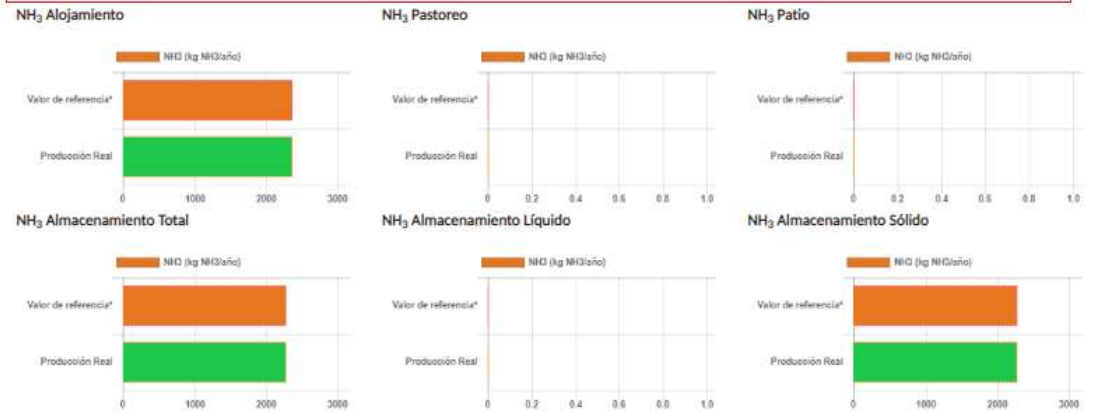 NH₃ Alojamiento
NH3 (kg NH3/año)
Valor de referencia*
Producción Real
0 1000 2000 3000
NH₃ Pastoreo
NH3 (kg NH3/año)
Valor de referencia*
Producción Real
0 0.2 0.4 0.6 0.8 1.0
NH₃ Patio
NH3 (kg NH3/año)
Valor de referencia*
Producción Real
0 0.2 0.4 0.6 0.8 1.0
NH₃ Almacenamiento Total
NH3 (kg NH3/año)
Valor de referencia*
Producción Real
0 1000 2000 3000
NH₃ Almacenamiento Líquido
NH3 (kg NH3/año)
Valor de referencia*
Producción Real
0 0.2 0.4 0.6 0.8 1.0
NH₃ Almacenamiento Sólido
NH3 (kg NH3/año)
Valor de referencia*
Producción Real
0 1000 2000 3000